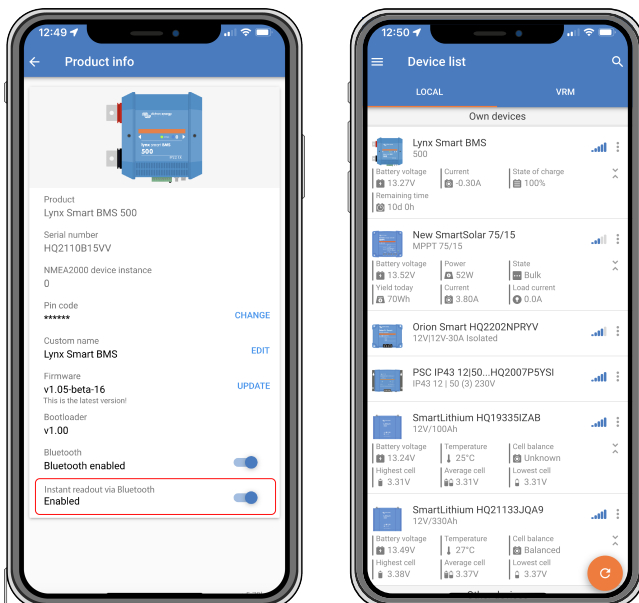 12:49
Product info
victron energy
lynx smart BMS
500
Product
Lynx Smart BMS 500
Serial number
HQ2110B15VV
NMEA2000 device instance
0
Pin code
******
CHANGE
Custom name
Lynx Smart BMS
EDIT
Firmware
v1.05-beta-16
This is the latest version!
UPDATE
Bootloader
v1.00
Bluetooth
Bluetooth enabled
Instant readout via Bluetooth
Enabled
12:50
Device list
LOCAL VRM
Own devices
Lynx Smart BMS
500
Battery voltage Current State of charge
13.27V -0.30A 100%
Remaining time
10d 0h
New SmartSolar 75/15
MPPT 75/15
Battery voltage Power State
13.52V 52W Bulk
Yield today Current Load current
70Wh 3.80A 0.0A
Orion Smart HQ2202NPRYV
12V|12V-30A Isolated
PSC IP43 12|50...HQ2007P5YSI
IP43 12 | 50 (3) 230V
SmartLithium HQ19335IZAB
12V/100Ah
Battery voltage Temperature Cell balance
13.24V 25°C Unknown
Highest cell Average cell Lowest cell
3.31V 3.31V 3.31V
SmartLithium HQ21133JQA9
12V/330Ah
Battery voltage Temperature Cell balance
13.49V 27°C Balanced
Highest cell Average cell Lowest cell
3.38V 3.37V 3.37V